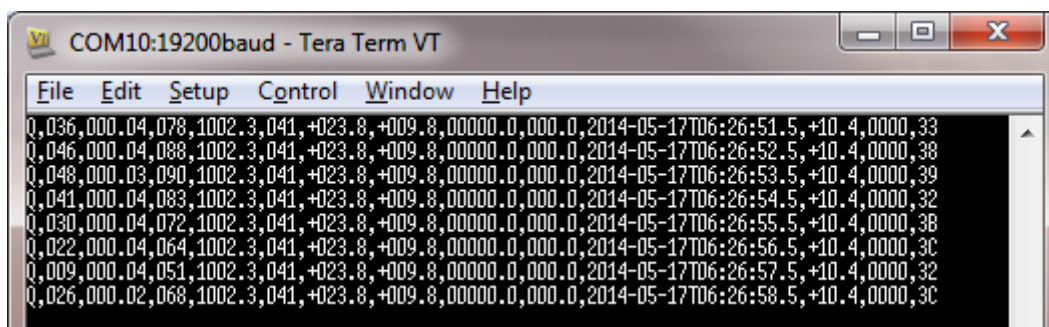 COM10:19200baud - Tera Term VT
File Edit Setup Control Window Help
Q,036,000.04,078,1002.3,041,+023.8,+009.8,00000.0,000.0,2014-05-17T06:26:51.5,+10.4,0000,33
Q,046,000.04,088,1002.3,041,+023.8,+009.8,00000.0,000.0,2014-05-17T06:26:52.5,+10.4,0000,38
Q,048,000.03,090,1002.3,041,+023.8,+009.8,00000.0,000.0,2014-05-17T06:26:53.5,+10.4,0000,39
Q,041,000.04,083,1002.3,041,+023.8,+009.8,00000.0,000.0,2014-05-17T06:26:54.5,+10.4,0000,32
Q,030,000.04,072,1002.3,041,+023.8,+009.8,00000.0,000.0,2014-05-17T06:26:55.5,+10.4,0000,3B
Q,022,000.04,064,1002.3,041,+023.8,+009.8,00000.0,000.0,2014-05-17T06:26:56.5,+10.4,0000,3C
Q,009,000.04,051,1002.3,041,+023.8,+009.8,00000.0,000.0,2014-05-17T06:26:57.5,+10.4,0000,32
Q,026,000.02,068,1002.3,041,+023.8,+009.8,00000.0,000.0,2014-05-17T06:26:58.5,+10.4,0000,3C